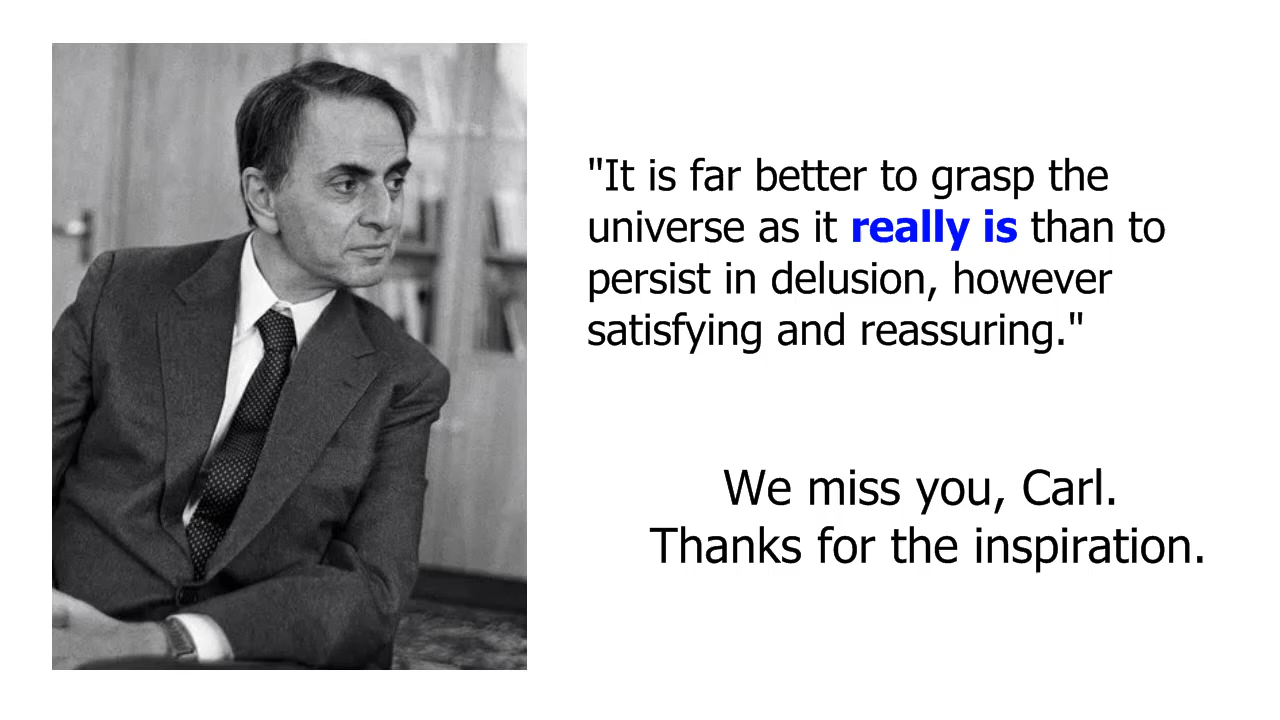 "It is far better to grasp the
universe as it really is than to
persist in delusion, however
satisfying and reassuring."
We miss you, Carl.
Thanks for the inspiration.